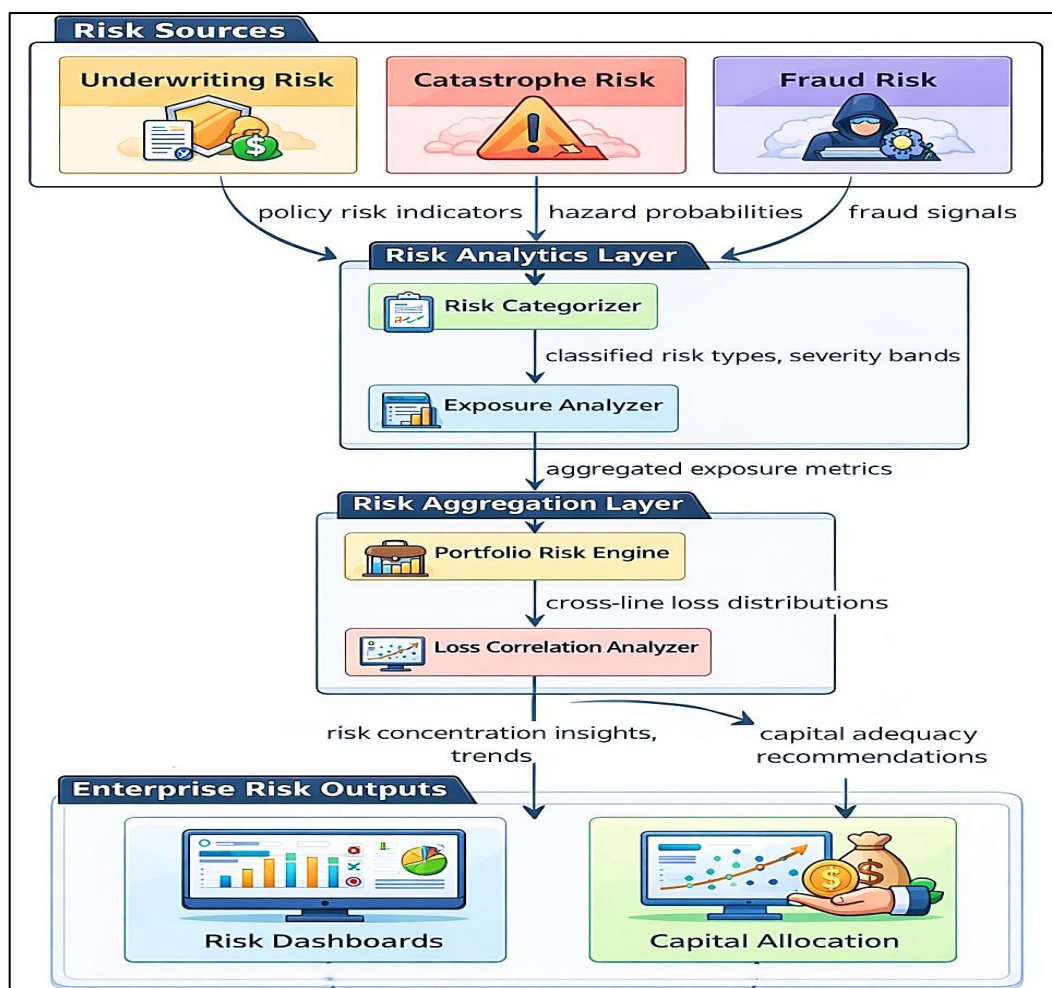 Risk Sources
Underwriting Risk
Catastrophe Risk
Fraud Risk
policy risk indicators
hazard probabilities
fraud signals
Risk Analytics Layer
Risk Categorizer
classified risk types, severity bands
Exposure Analyzer
aggregated exposure metrics
Risk Aggregation Layer
Portfolio Risk Engine
cross-line loss distributions
Loss Correlation Analyzer
risk concentration insights,
trends
capital adequacy
recommendations
Enterprise Risk Outputs
Risk Dashboards
Capital Allocation